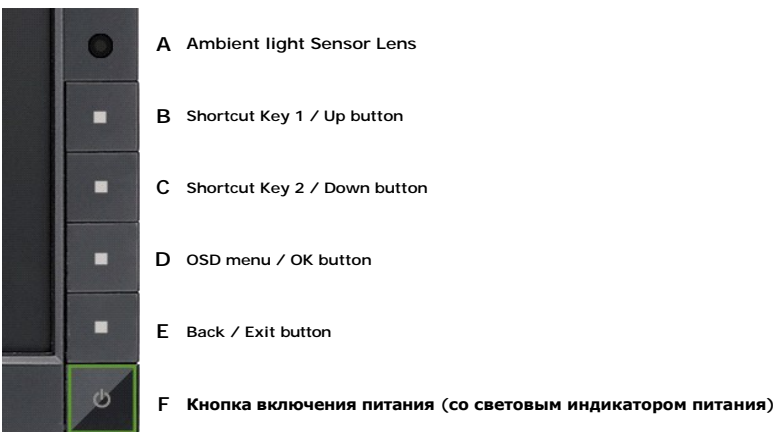 A Ambient light Sensor Lens
B Shortcut Key 1 / Up button
C Shortcut Key 2 / Down button
D OSD menu / OK button
E Back / Exit button
F Кнопка включения питания (со световым индикатором питания)